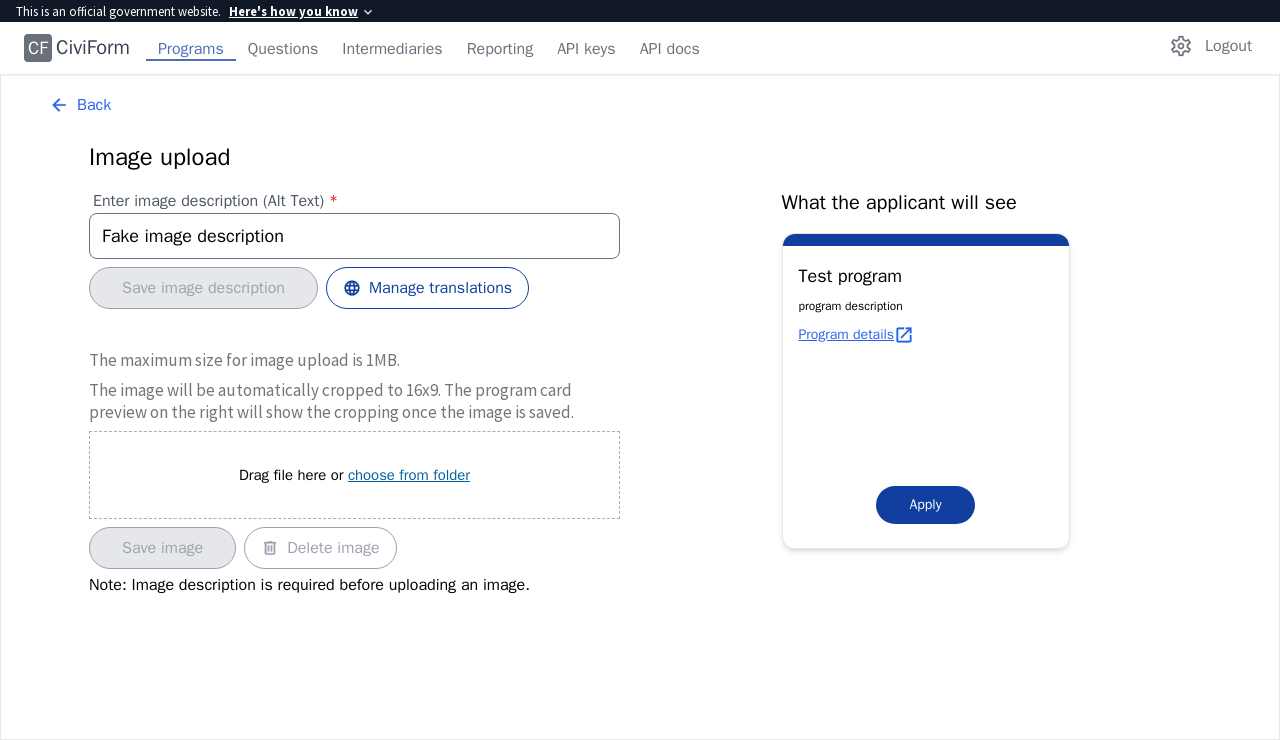 This is an official government website. Here's how you know
CF CiviForm Programs Questions Intermediaries Reporting API keys API docs Logout
Back
Image upload
Enter image description (Alt Text) *
Fake image description
Save image description Manage translations
The maximum size for image upload is 1MB.
The image will be automatically cropped to 16x9. The program card
preview on the right will show the cropping once the image is saved.
Drag file here or choose from folder
Save image Delete image
Note: Image description is required before uploading an image.
What the applicant will see
Test program
program description
Program details
Apply